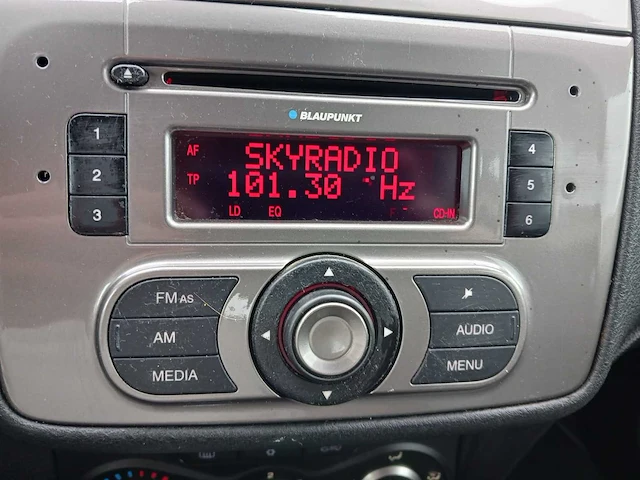 BLAUPUNKT
1
2
3
AF
SKYRADIO
TP
101.30 Hz
LD EQ CD-IN
4
5
6
FM AS
AM
MEDIA
AUDIO
MENU